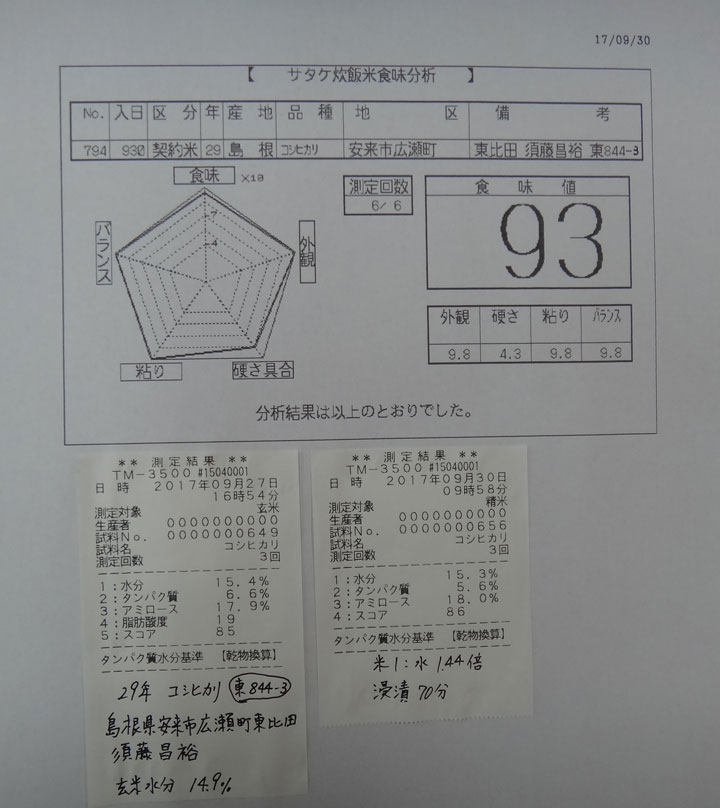 17/09/30
【 サタケ炊飯米食味分析 】
No. 入日 区分 年 産地 品種 地区 備考
794 930 契約米 29 島根 コシヒカリ 安来市広瀬町 東比田 須藤昌裕 東844-3
食味 ×10
7
4
バランス
外観
粘り
硬さ具合
測定回数
6/ 6
食味値
93
外観 硬さ 粘り バランス
9.8 4.3 9.8 9.8
分析結果は以上のとおりでした。
** 測定結果 **
TM-3500 #15040001
日 時 2017年09月27日
16時54分
測定対象 玄米
生産者 0000000000
試料No. 0000000649
試料名 コシヒカリ
測定回数 3回
1:水分 15.4%
2:タンパク質 6.6%
3:アミロース 17.9%
4:脂肪酸度 19
5:スコア 85
タンパク質水分基準 【乾物換算】
29年 コシヒカリ 東844-3
島根県安来市広瀬町東比田
須藤昌裕
玄米水分 14.9%
** 測定結果 **
TM-3500 #15040001
日 時 2017年09月30日
09時58分
測定対象 精米
生産者 0000000000
試料No. 0000000656
試料名 コシヒカリ
測定回数 3回
1:水分 15.3%
2:タンパク質 5.6%
3:アミロース 18.0%
4:スコア 86
タンパク質水分基準 【乾物換算】
米1:水 1.44倍
浸漬 70分